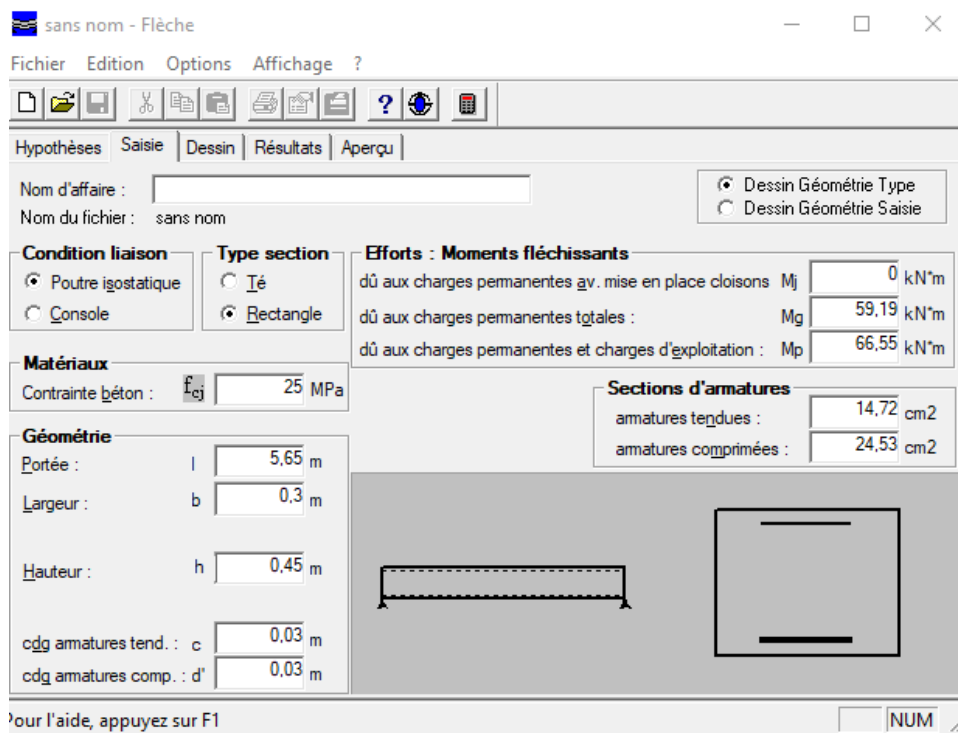 sans nom - Flèche
Fichier Edition Options Affichage ?
Hypothèses Saisie Dessin Résultats Aperçu
Nom d'affaire :
Nom du fichier : sans nom
Dessin Géométrie Type
Dessin Géométrie Saisie
Condition liaison
Poutre isostatique
Console
Type section
Té
Rectangle
Efforts : Moments fléchissants
dû aux charges permanentes av. mise en place cloisons Mj 0 kN*m
dû aux charges permanentes totales : Mg 59,19 kN*m
dû aux charges permanentes et charges d'exploitation : Mp 66,55 kN*m
Matériaux
Contrainte béton : fcj 25 MPa
Sections d'armatures
armatures tendues : 14,72 cm2
armatures comprimées : 24,53 cm2
Géométrie
Portée : l 5,65 m
Largeur : b 0,3 m
Hauteur : h 0,45 m
cdg armatures tend. : c 0,03 m
cdg armatures comp. : d' 0,03 m
Pour l'aide, appuyez sur F1
NUM